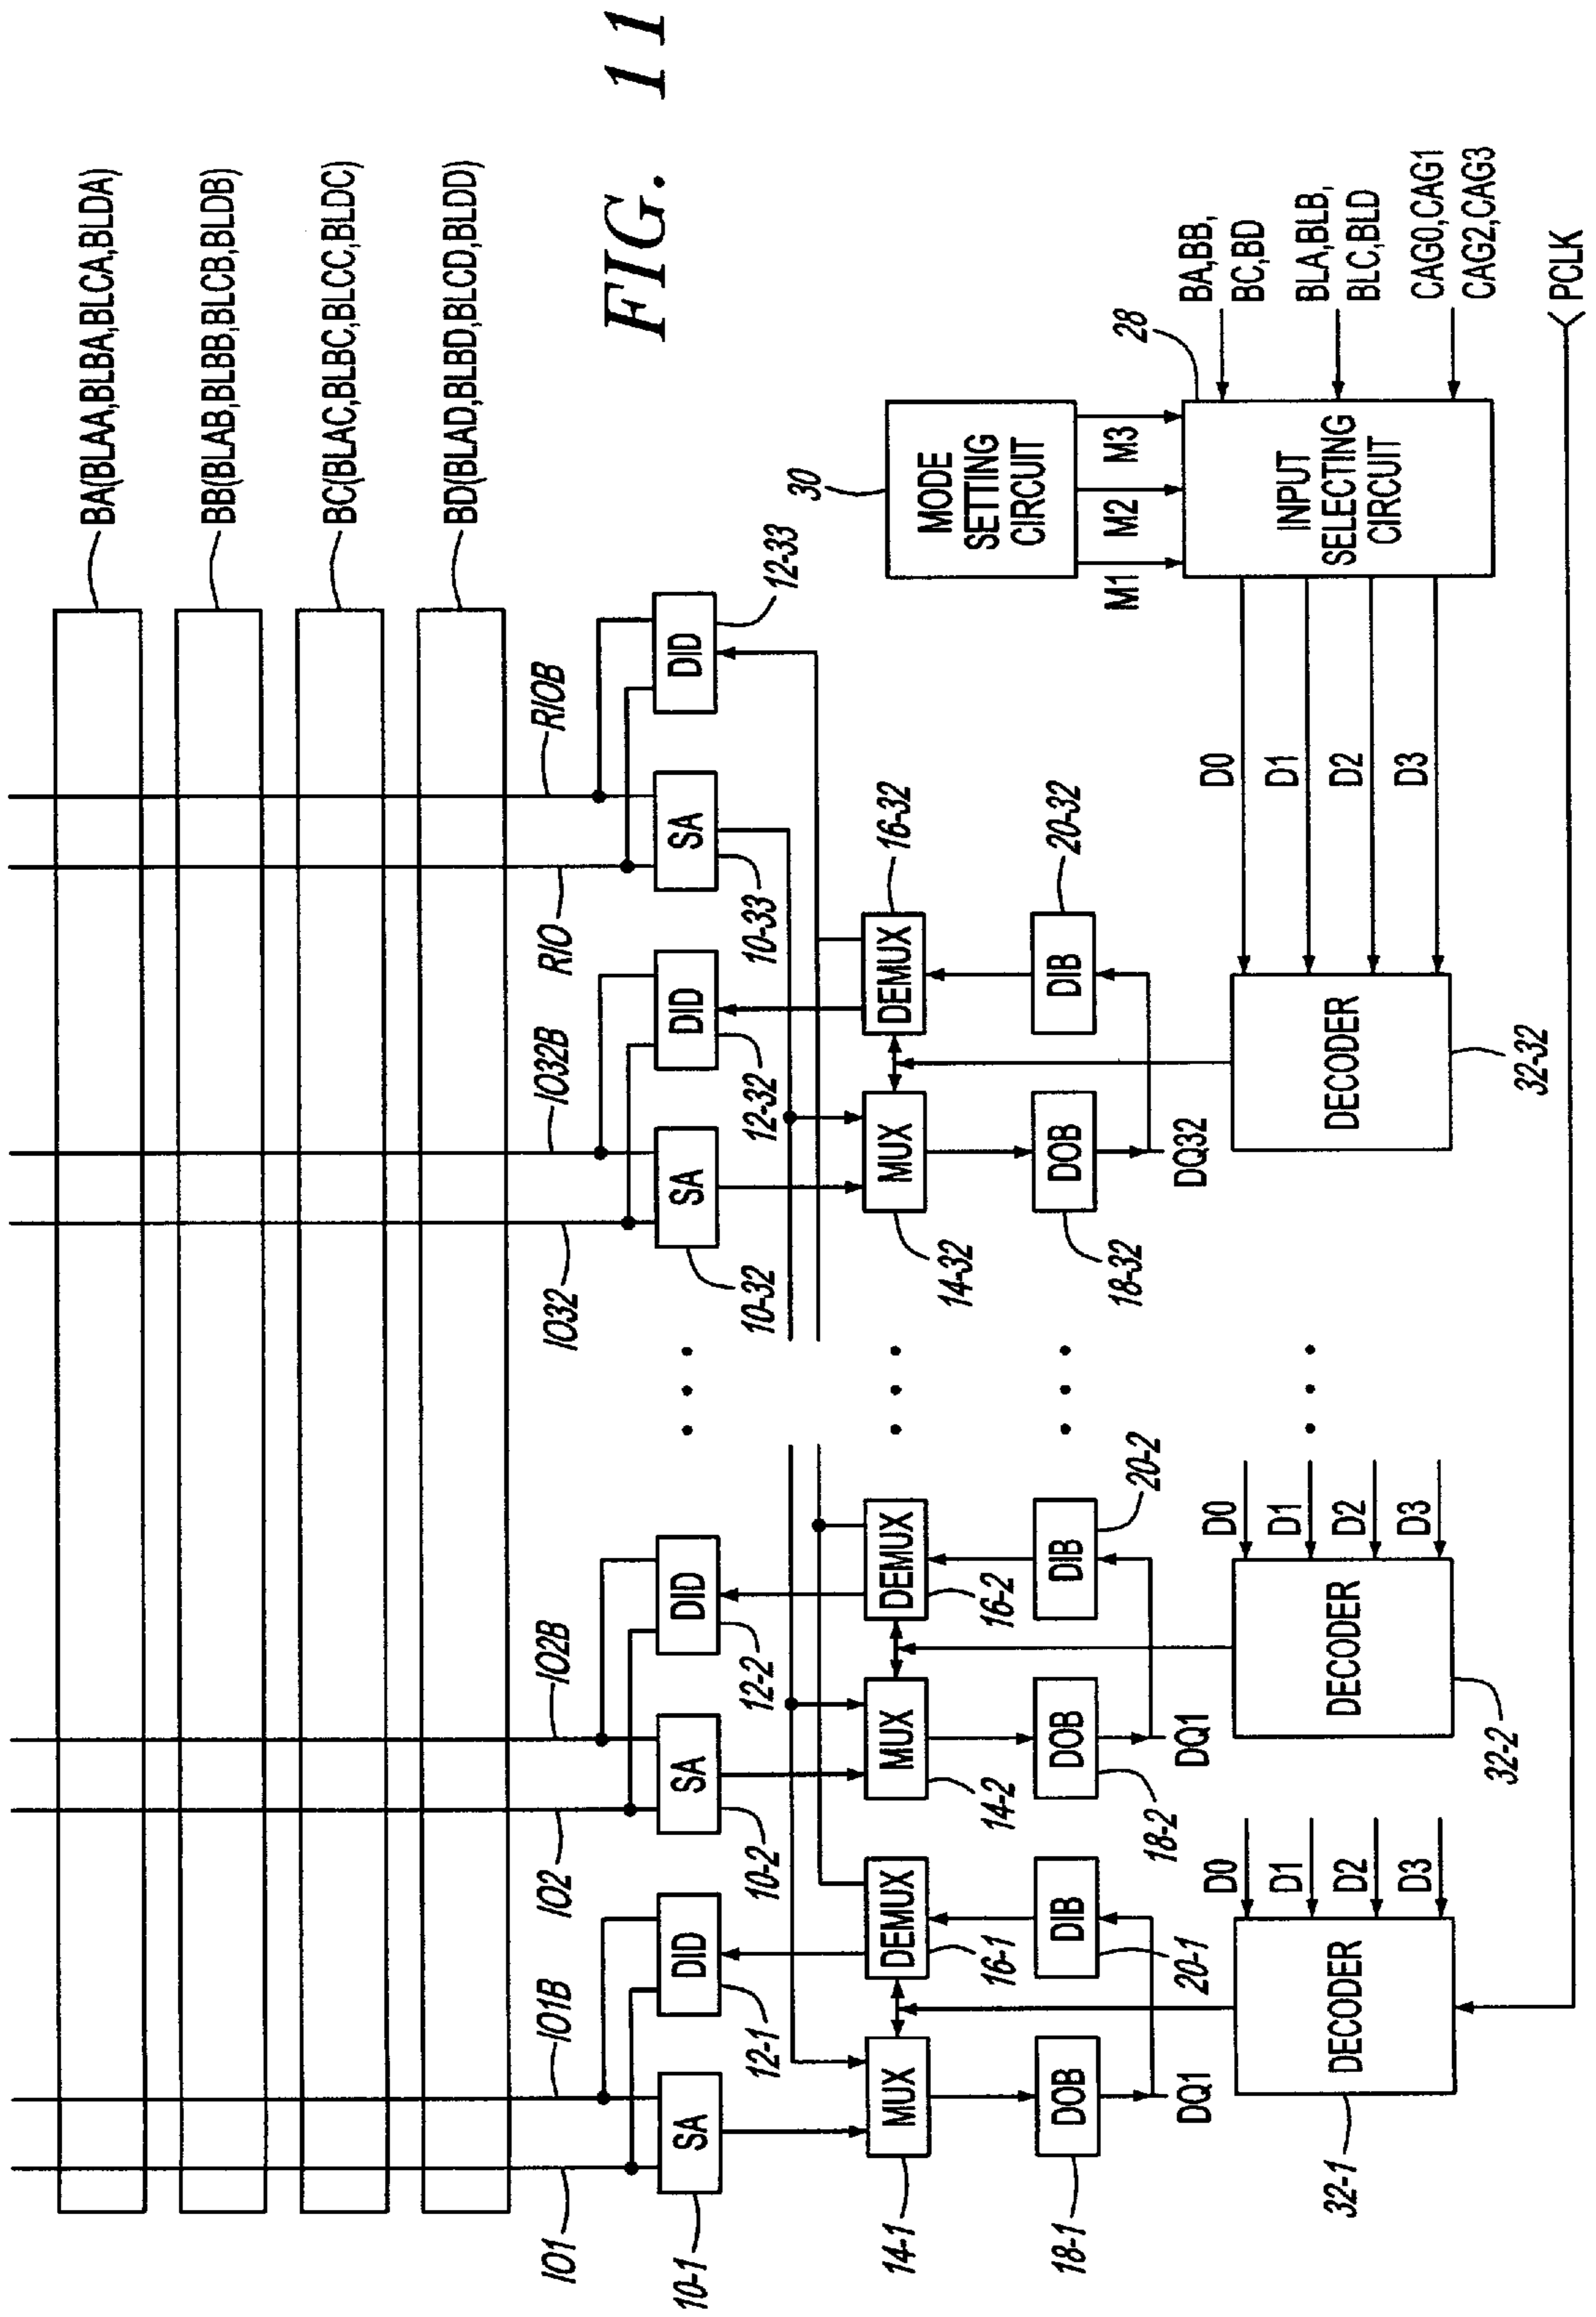 BA(BLAA,BLBA,BLCA,BLDA)
BB(BLAB,BLBB,BLCB,BLDB)
BC(BLAC,BLBC,BLCC,BLDC)
BD(BLAD,BLBD,BLCD,BLDD)
IO1
IO1B
IO2
IO2B
IO32
IO32B
RIO
RIOB
FIG. 11
SA
DID
SA
DID
SA
DID
SA
DID
10-1
12-1
10-2
12-2
10-32
12-32
10-33
12-33
MUX
DEMUX
MUX
DEMUX
MUX
DEMUX
14-1
16-1
14-2
16-2
14-32
16-32
30
MODE
SETTING
CIRCUIT
DOB
DIB
DOB
DIB
DOB
DIB
18-1
20-1
18-2
20-2
18-32
20-32
M1
M2
M3
28
DQ1
DQ1
DQ32
BA,BB,
BC,BD
BLA,BLB,
BLC,BLD
CAG0,CAG1
CAG2,CAG3
INPUT
SELECTING
CIRCUIT
D0
D1
D2
D3
D0
D1
D2
D3
D0
D1
D2
D3
DECODER
DECODER
DECODER
32-1
32-2
32-32
PCLK